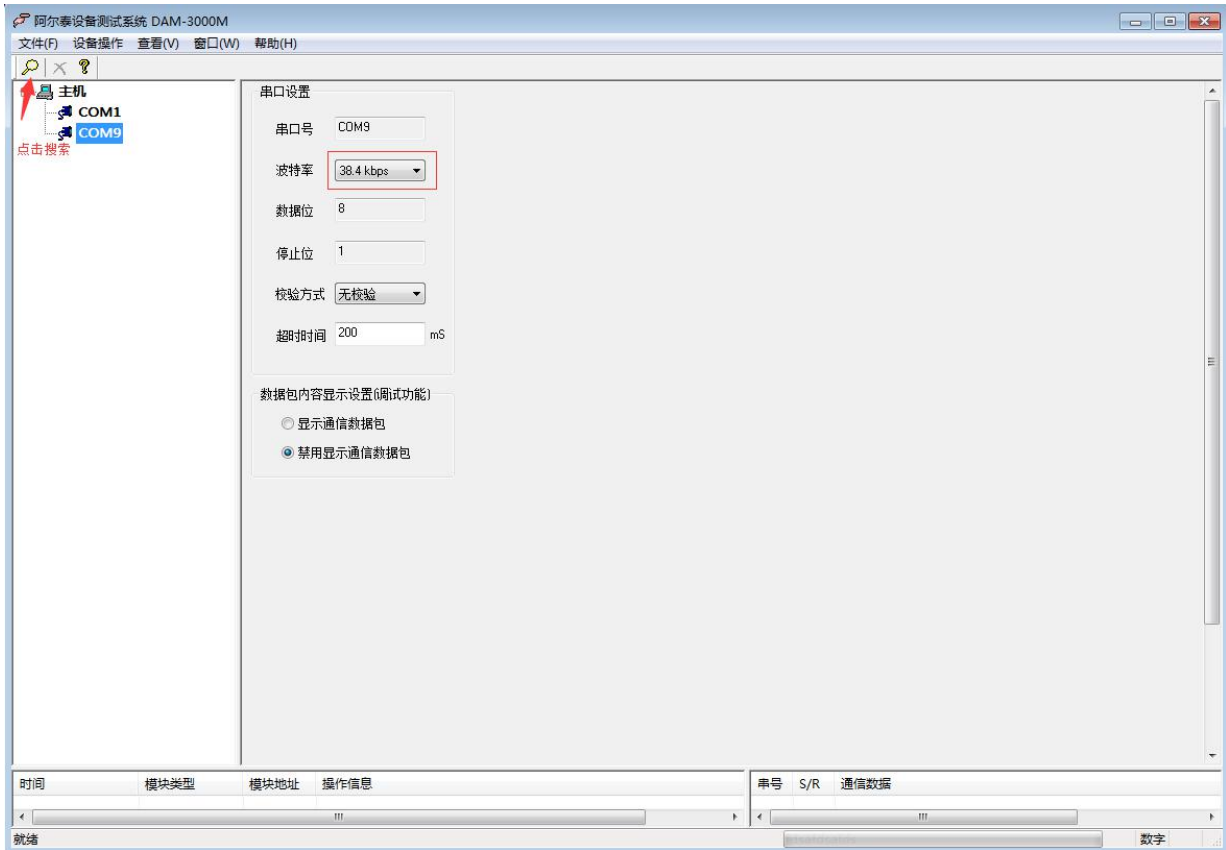 阿尔泰设备测试系统 DAM-3000M
文件(F) 设备操作 查看(V) 窗口(W) 帮助(H)
主机
COM1
COM9
点击搜索
串口设置
串口号 COM9
波特率 38.4 kbps
数据位 8
停止位 1
校验方式 无校验
超时时间 200 mS
数据包内容显示设置(调试功能)
显示通信数据包
禁用显示通信数据包
时间 模块类型 模块地址 操作信息
串号 S/R 通信数据
就绪
数字